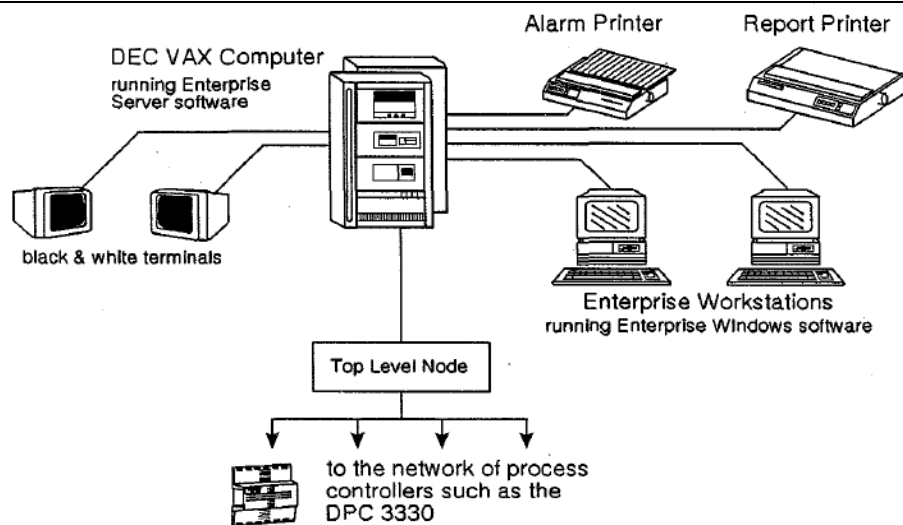 Alarm Printer
Report Printer
DEC VAX Computer
running Enterprise
Server software
black & white terminals
Enterprise Workstations
running Enterprise Windows software
Top Level Node
to the network of process
controllers such as the
DPC 3330